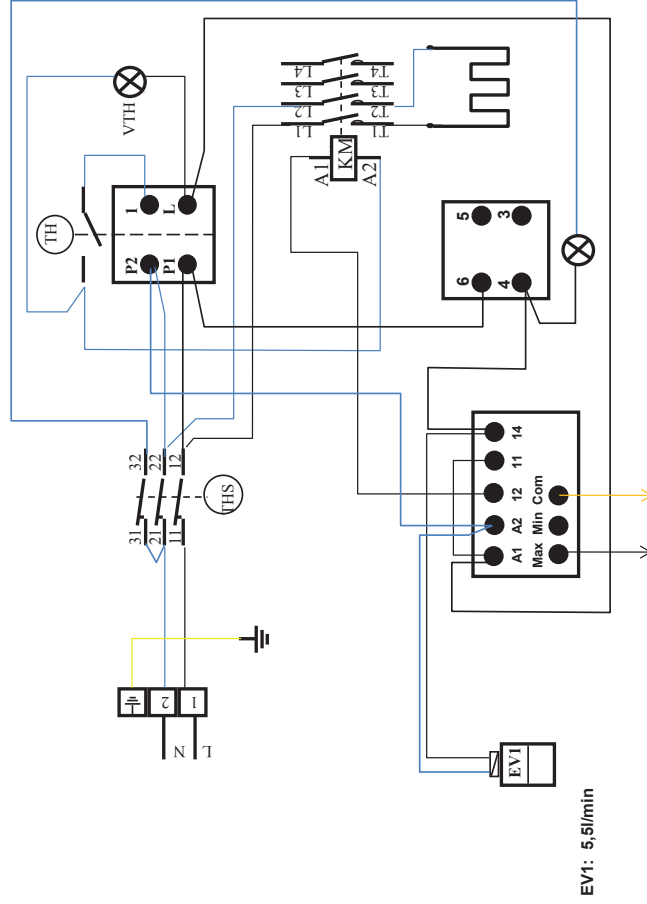 VTH
TH
1
L
P2
P1
L4
L3
L2
L1
T4
T3
T2
T1
KM
A1
A2
5
3
6
4
32
22
12
31
21
11
THS
14
11
12
A2
A1
Com
Min
Max
2
1
N
L
EV1
EV1: 5,5l/min